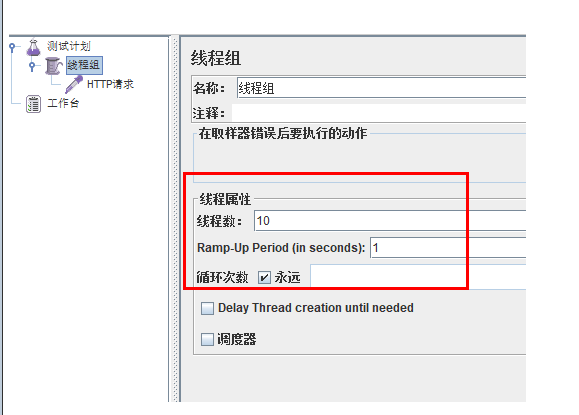 测试计划
线程组
HTTP请求
工作台
线程组
名称： 线程组
注释：
在取样器错误后要执行的动作
线程属性
线程数： 10
Ramp-Up Period (in seconds): 1
循环次数 永远
Delay Thread creation until needed
调度器